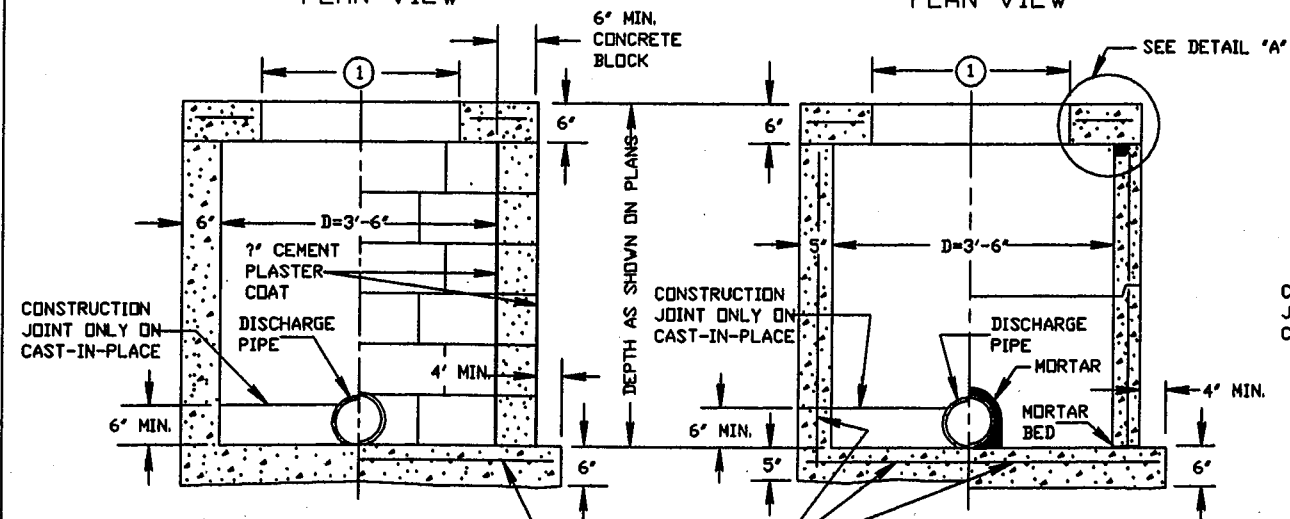 PLAN VIEW
PLAN VIEW
6" MIN.
CONCRETE
BLOCK
SEE DETAIL "A"
1
1
6"
6"
DEPTH AS SHOWN ON PLANS
6"
D=3'-6"
5"
D=3'-6"
?" CEMENT
PLASTER
COAT
CONSTRUCTION
JOINT ONLY ON
CAST-IN-PLACE
DISCHARGE
PIPE
4' MIN.
6" MIN.
6"
CONSTRUCTION
JOINT ONLY ON
CAST-IN-PLACE
DISCHARGE
PIPE
MORTAR
MORTAR
BED
4" MIN.
6" MIN.
5"
6"
C
J
C